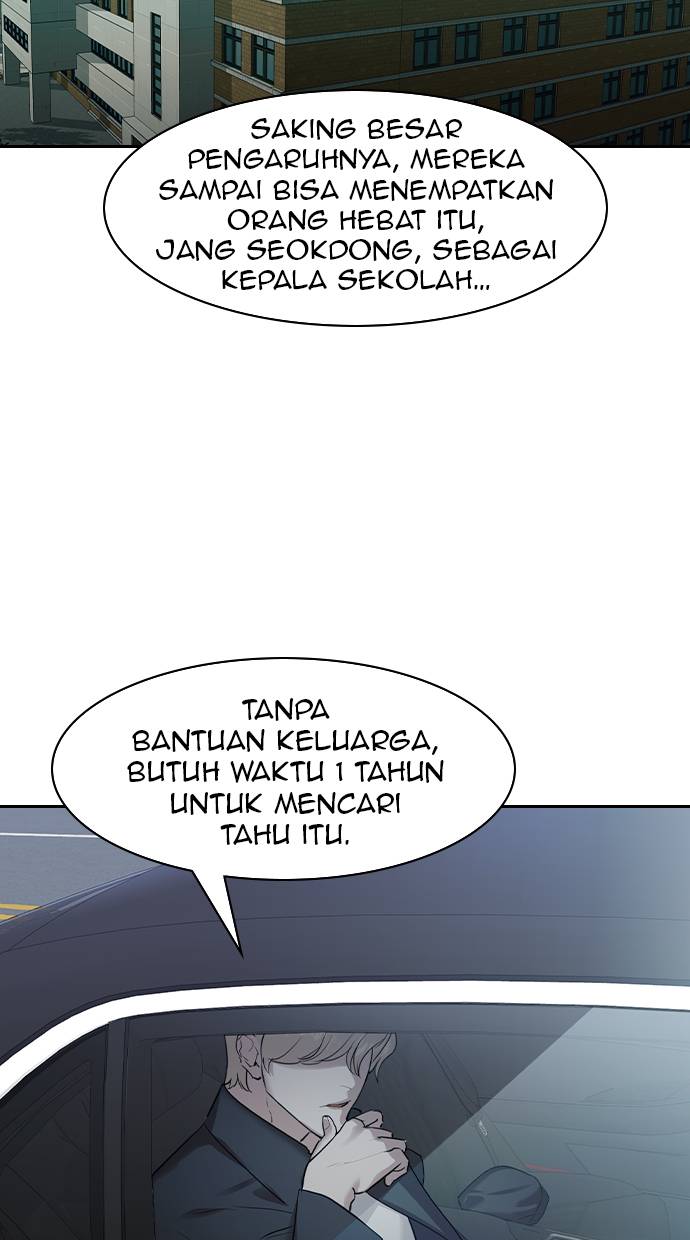 SAKING BESAR
PENGARUHNYA, MEREKA
SAMPAI BISA MENEMPATKAN
ORANG HEBAT ITU,
JANG SEOKDONG, SEBAGAI
KEPALA SEKOLAH...
TANPA
BANTUAN KELUARGA,
BUTUH WAKTU 1 TAHUN
UNTUK MENCARI
TAHU ITU.